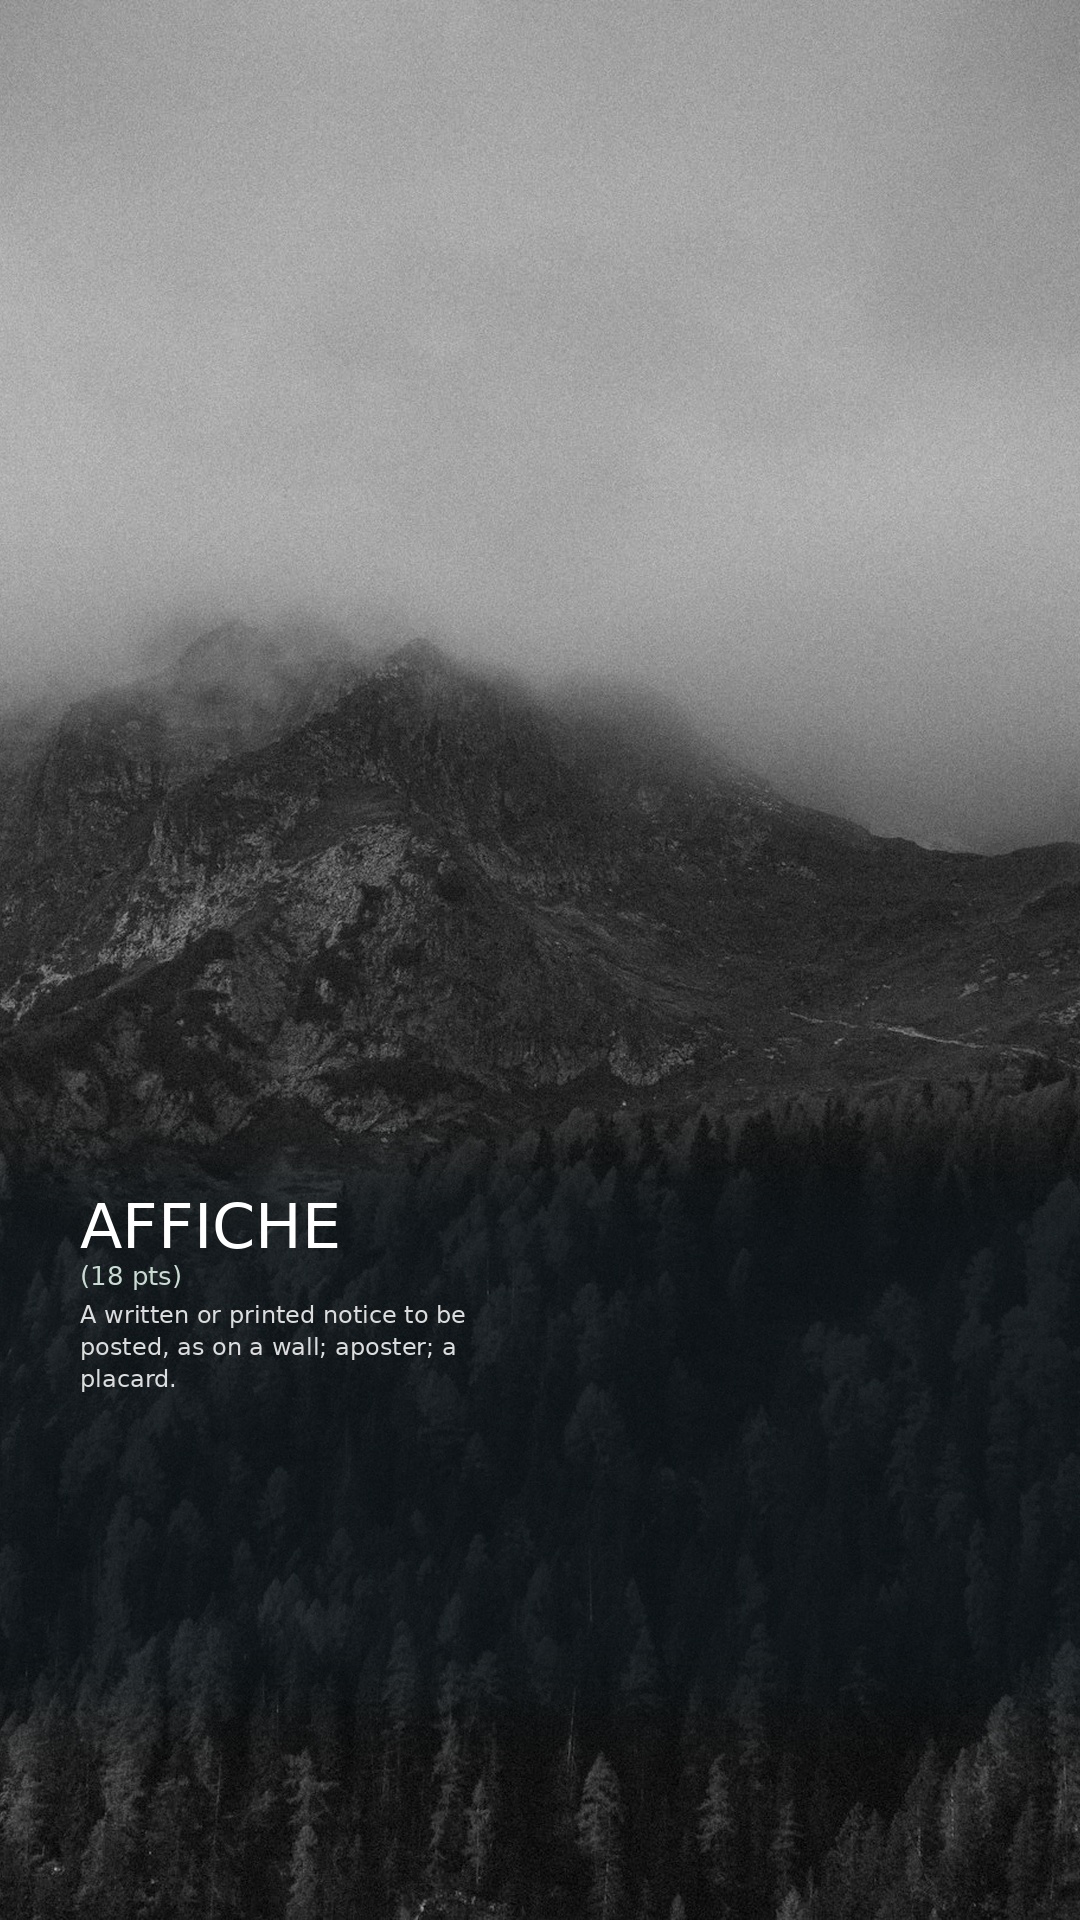 AFFICHE
(18 pts)
A written or printed notice to be
posted, as on a wall; aposter; a
placard.